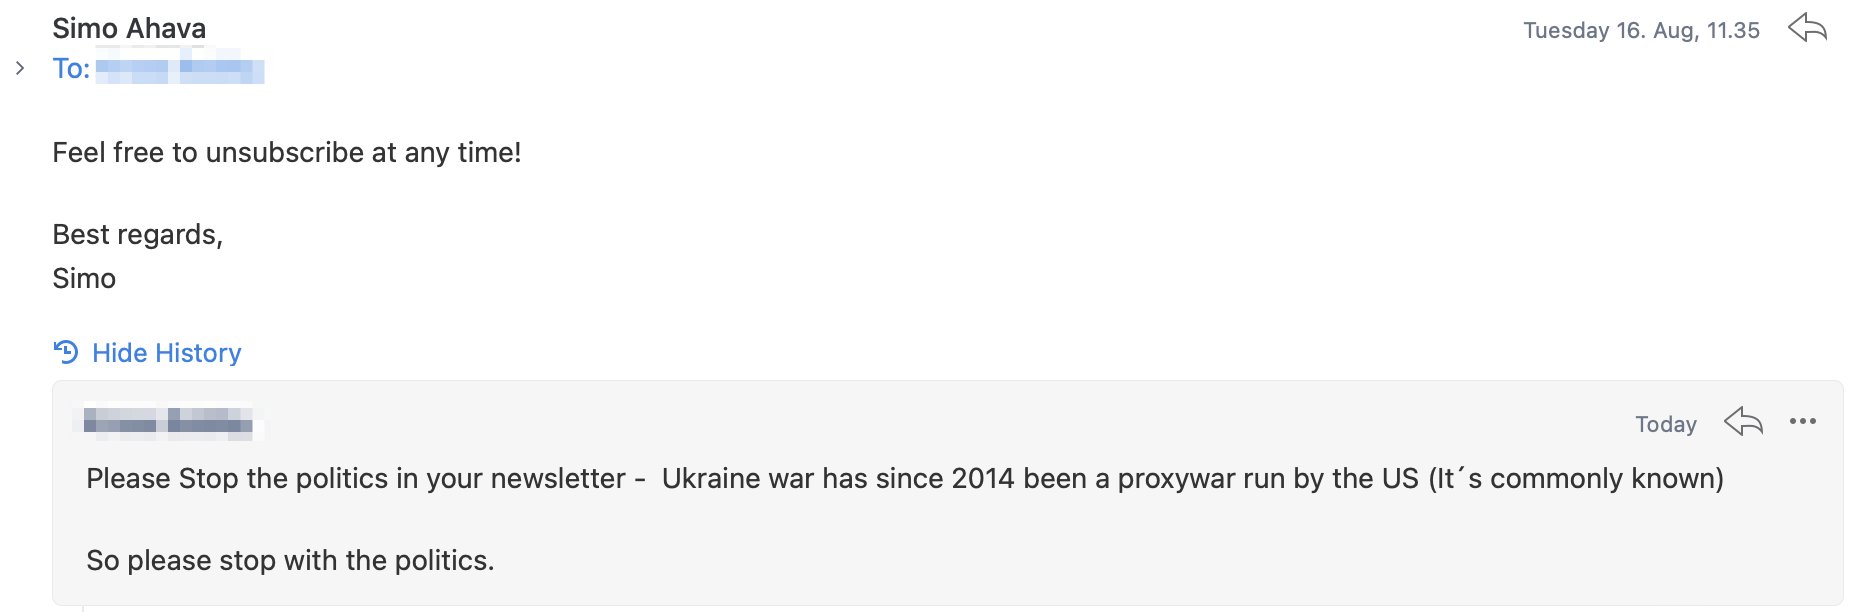 Simo Ahava
Tuesday 16. Aug, 11.35
To:
Feel free to unsubscribe at any time!
Best regards,
Simo
Hide History
Today
Please Stop the politics in your newsletter -  Ukraine war has since 2014 been a proxywar run by the US (It´s commonly known)
So please stop with the politics.